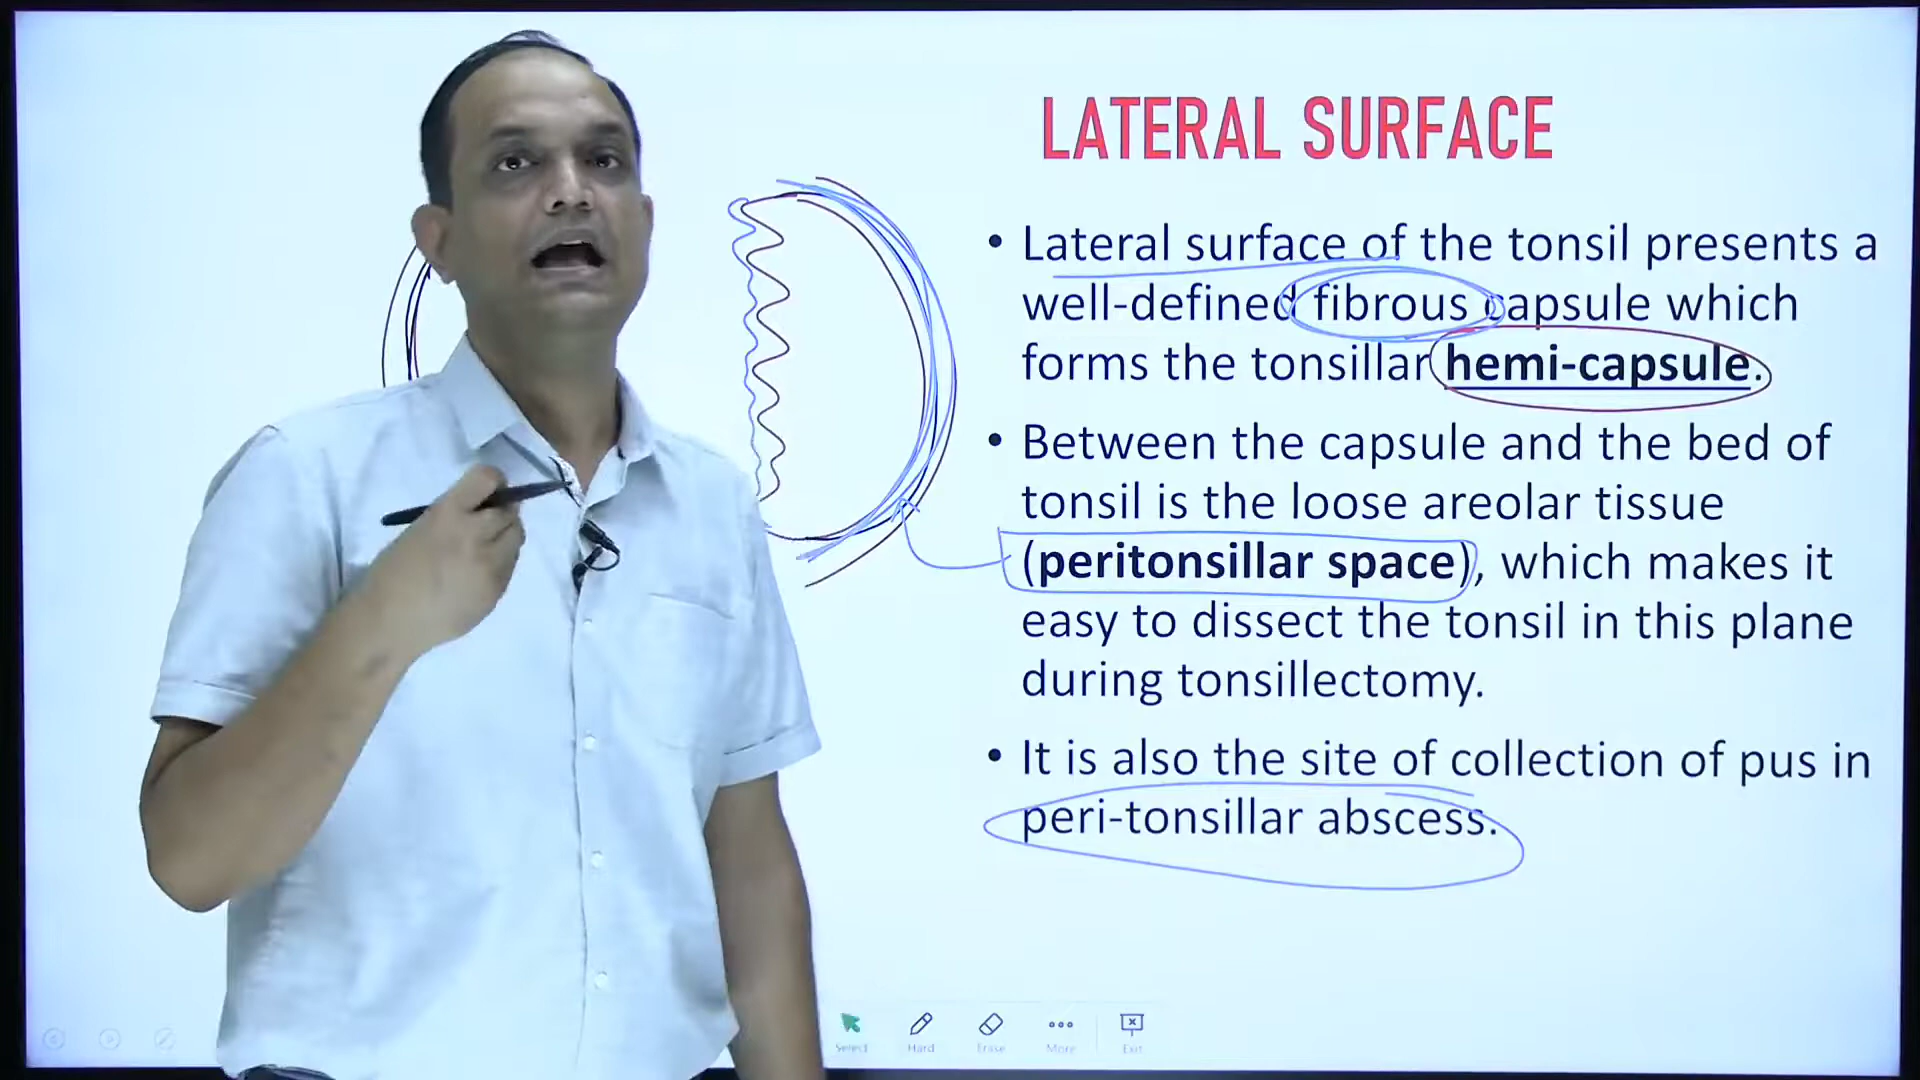 LATERAL SURFACE
• Lateral surface of the tonsil presents a
well-defined fibrous capsule which
forms the tonsillar hemi-capsule.
• Between the capsule and the bed of
tonsil is the loose areolar tissue
(peritonsillar space), which makes it
easy to dissect the tonsil in this plane
during tonsillectomy.
• It is also the site of collection of pus in
peri-tonsillar abscess.
Select Hard Erase More Exit